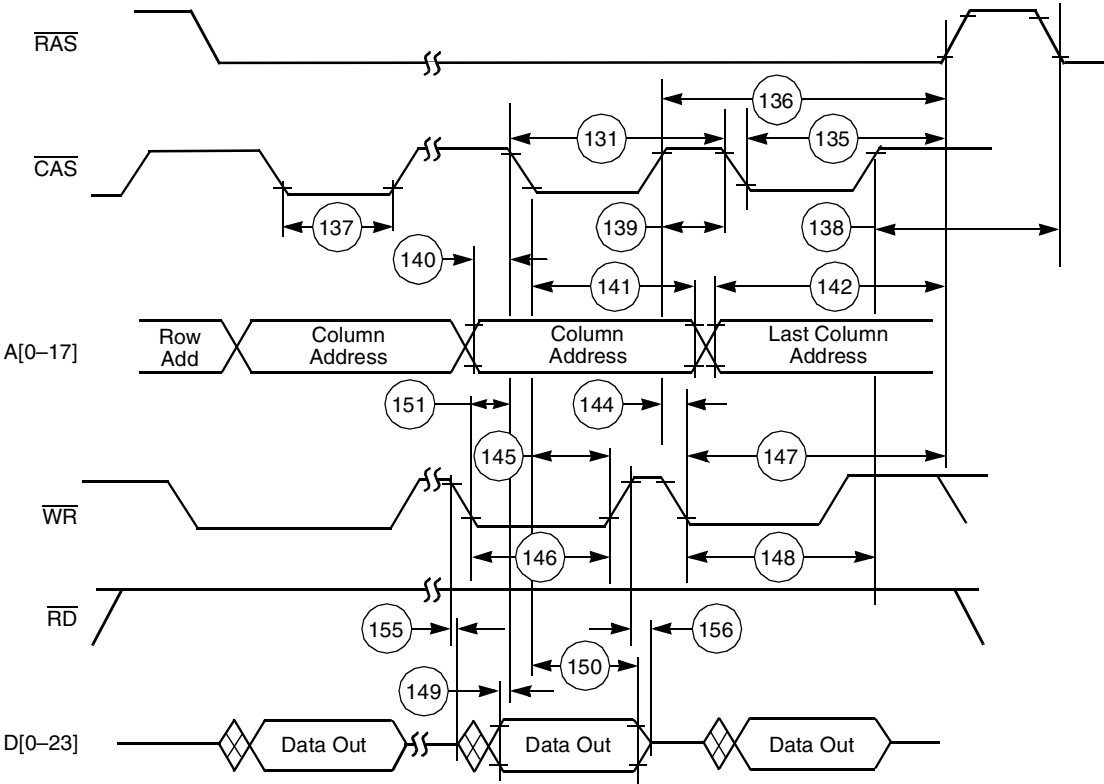 RAS
136
131
135
CAS
137
139
138
140
141
142
A[0–17]
Row
Add
Column
Address
Column
Address
Last Column
Address
151
144
145
147
WR
146
148
RD
155
156
150
149
D[0–23]
Data Out
Data Out
Data Out